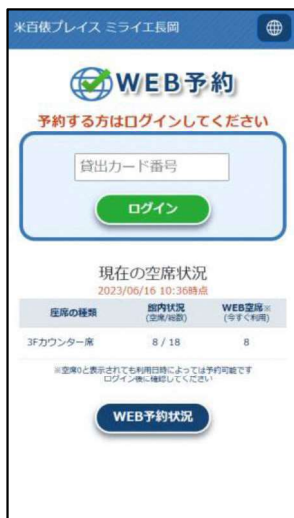 米百俵プレイス ミライエ長岡
WEB予約
予約する方はログインしてください
貸出カード番号
ログイン
現在の空席状況
2023/06/16 10:36時点
座席の種類 館内状況 (空席/総数) WEB空席※ (今すぐ利用)
3Fカウンター席 8 / 18 8
※空席0と表示されても利用日時によっては予約可能です
ログイン後に確認してください
WEB予約状況